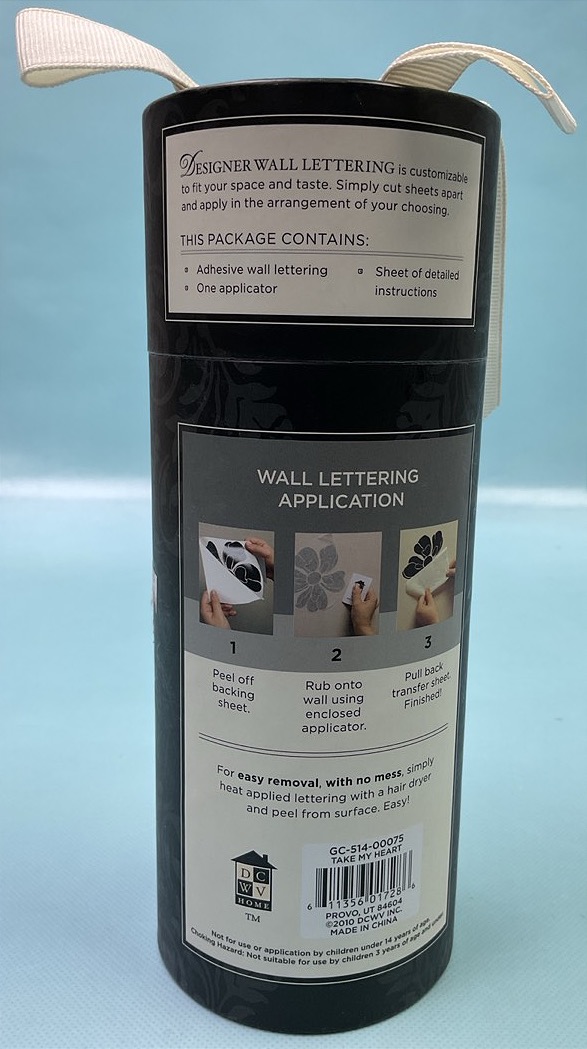 DESIGNER WALL LETTERING is customizable
to fit your space and taste. Simply cut sheets apart
and apply in the arrangement of your choosing.
THIS PACKAGE CONTAINS:
Adhesive wall lettering
One applicator
Sheet of detailed
instructions
WALL LETTERING
APPLICATION
1
Peel off
backing
sheet.
2
Rub onto
wall using
enclosed
applicator.
3
Pull back
transfer sheet.
Finished!
For easy removal, with no mess, simply
heat applied lettering with a hair dryer
and peel from surface. Easy!
DC
WV
HOME
TM
GC-514-00075
TAKE MY HEART
6 11356 01728 6
PROVO, UT 84604
©2010 DCWV INC.
MADE IN CHINA
Not for use or application by children under 14 years of age.
Choking Hazard: Not suitable for use by children 3 years of age and under.